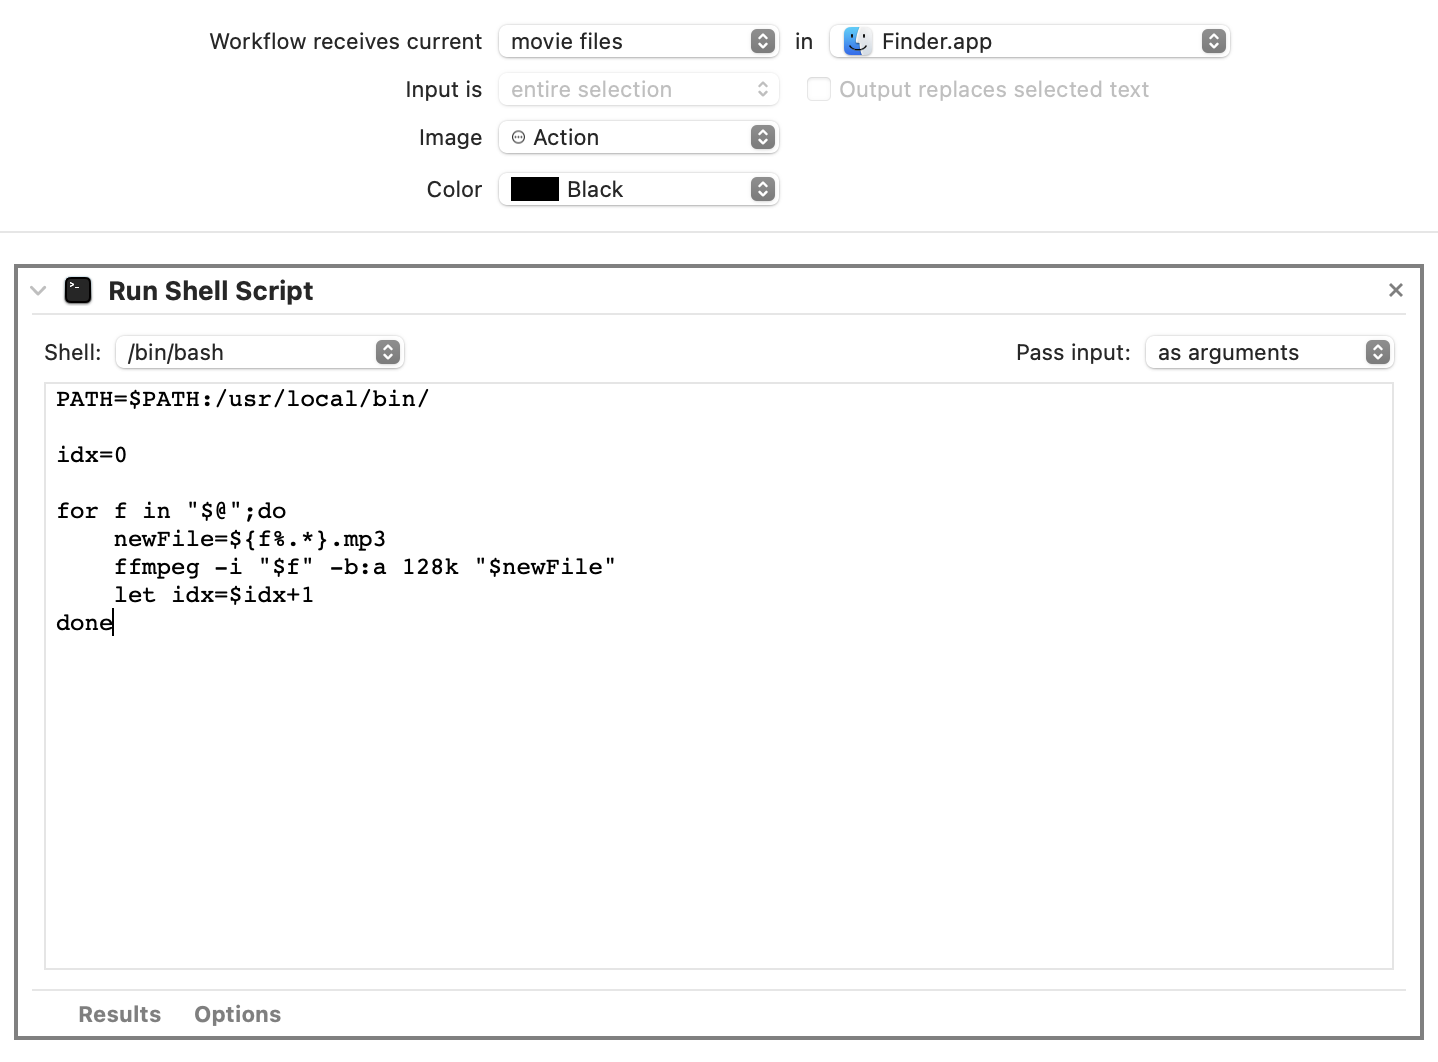 Workflow receives current movie files in Finder.app
Input is entire selection Output replaces selected text
Image Action
Color Black
Run Shell Script
Shell: /bin/bash Pass input: as arguments
PATH=$PATH:/usr/local/bin/
idx=0
for f in "$@";do
    newFile=${f%.*}.mp3
    ffmpeg -i "$f" -b:a 128k "$newFile"
    let idx=$idx+1
done
Results Options